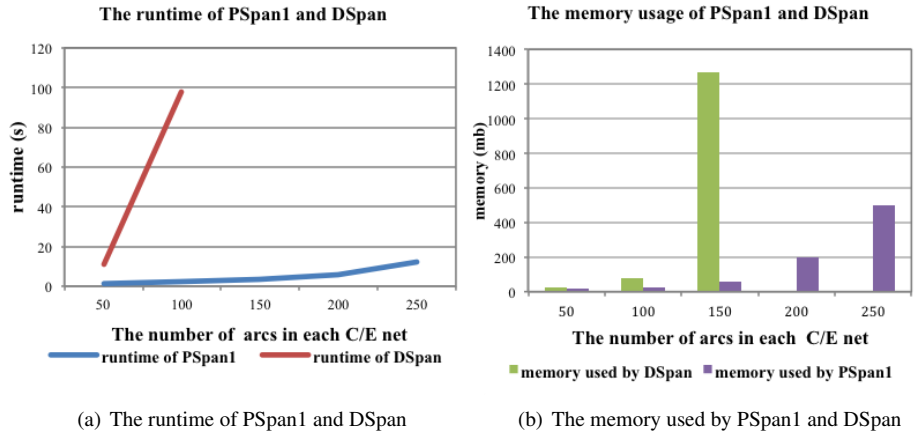 The runtime of PSpan1 and DSpan
120
100
80
60
40
20
0
runtime (s)
50 100 150 200 250
The number of arcs in each C/E net
runtime of PSpan1 runtime of DSpan
(a) The runtime of PSpan1 and DSpan
The memory usage of PSpan1 and DSpan
1400
1200
1000
800
600
400
200
0
memory (mb)
50 100 150 200 250
The number of arcs in each C/E net
memory used by DSpan memory used by PSpan1
(b) The memory used by PSpan1 and DSpan